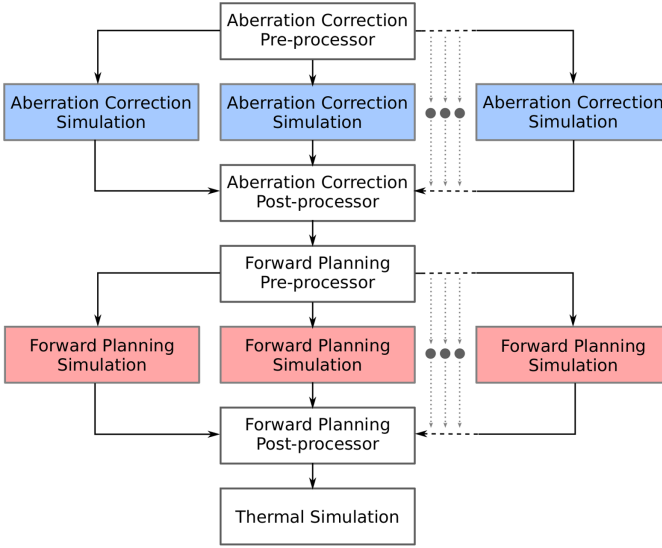 Aberration Correction
Pre-processor
Aberration Correction
Simulation
Aberration Correction
Simulation
Aberration Correction
Simulation
Aberration Correction
Post-processor
Forward Planning
Pre-processor
Forward Planning
Simulation
Forward Planning
Simulation
Forward Planning
Simulation
Forward Planning
Post-processor
Thermal Simulation